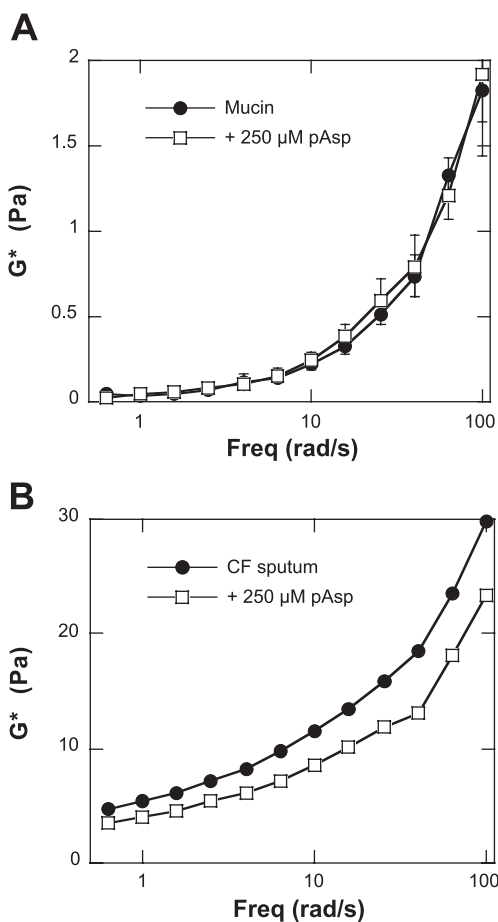 A
2
1.5
1
0.5
0
G* (Pa)
Mucin
+ 250 µM pAsp
1
10
100
Freq (rad/s)
B
30
20
10
0
G* (Pa)
CF sputum
+ 250 µM pAsp
1
10
100
Freq (rad/s)